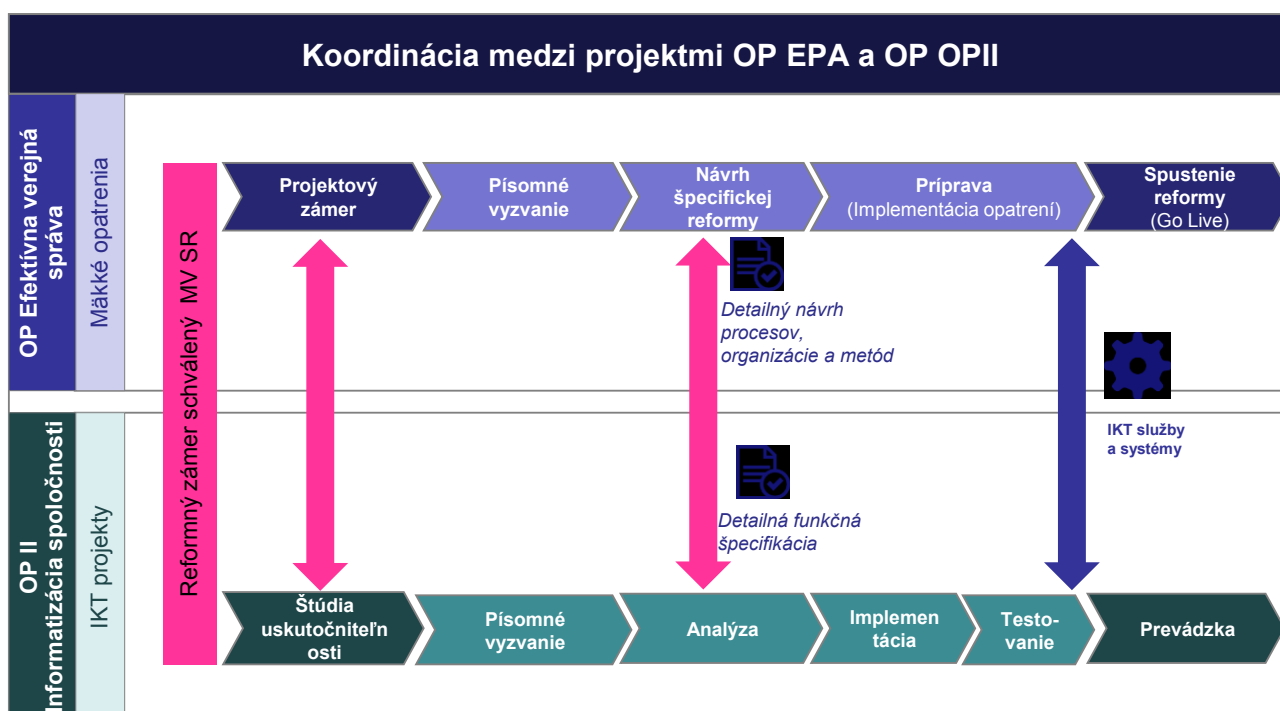 Koordinácia medzi projektmi OP EPA a OP OPII
OP Efektívna verejná
správa
Mäkké opatrenia
Reformný zámer schválený MV SR
Projektový
zámer
Písomné
vyzvanie
Návrh
špecifickej
reformy
Príprava
(Implementácia opatrení)
Spustenie
reformy
(Go Live)
Detailný návrh
procesov,
organizácie a metód
IKT služby
a systémy
Detailná funkčná
špecifikácia
OP II
Informatizácia spoločnosti
IKT projekty
Štúdia
uskutočniteľn
osti
Písomné
vyzvanie
Analýza
Implemen
tácia
Testo-
vanie
Prevádzka